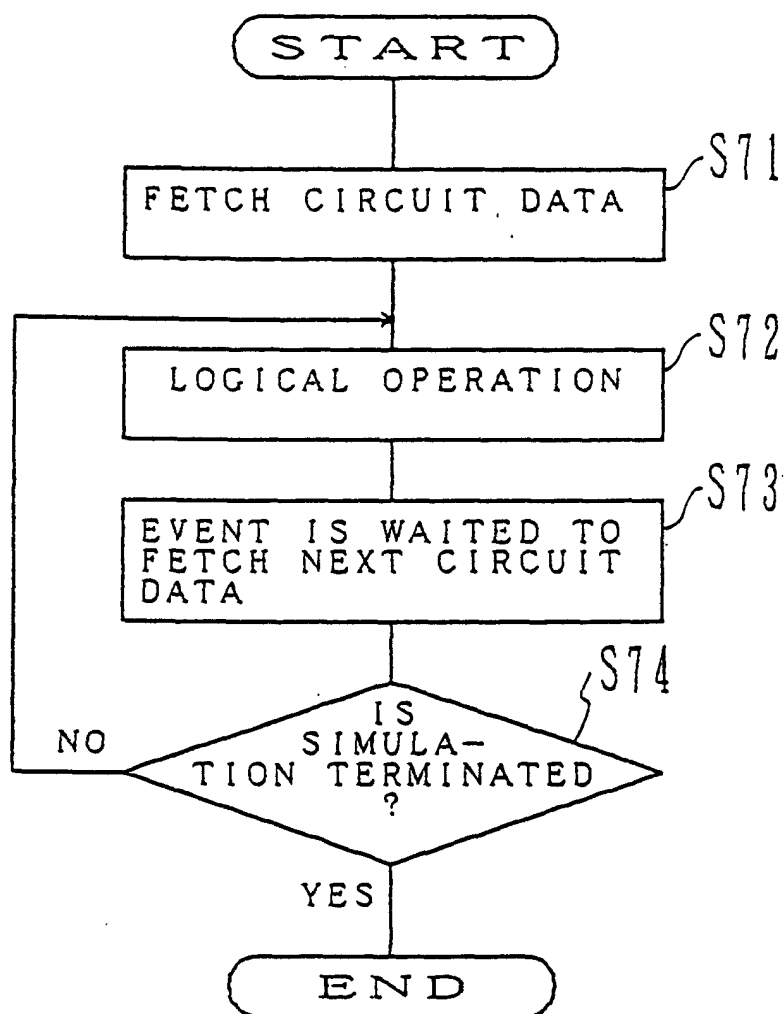 START
S71
FETCH CIRCUIT DATA
S72
LOGICAL OPERATION
S73
EVENT IS WAITED TO
FETCH NEXT CIRCUIT
DATA
S74
IS
SIMULA-
TION TERMINATED
?
NO
YES
END